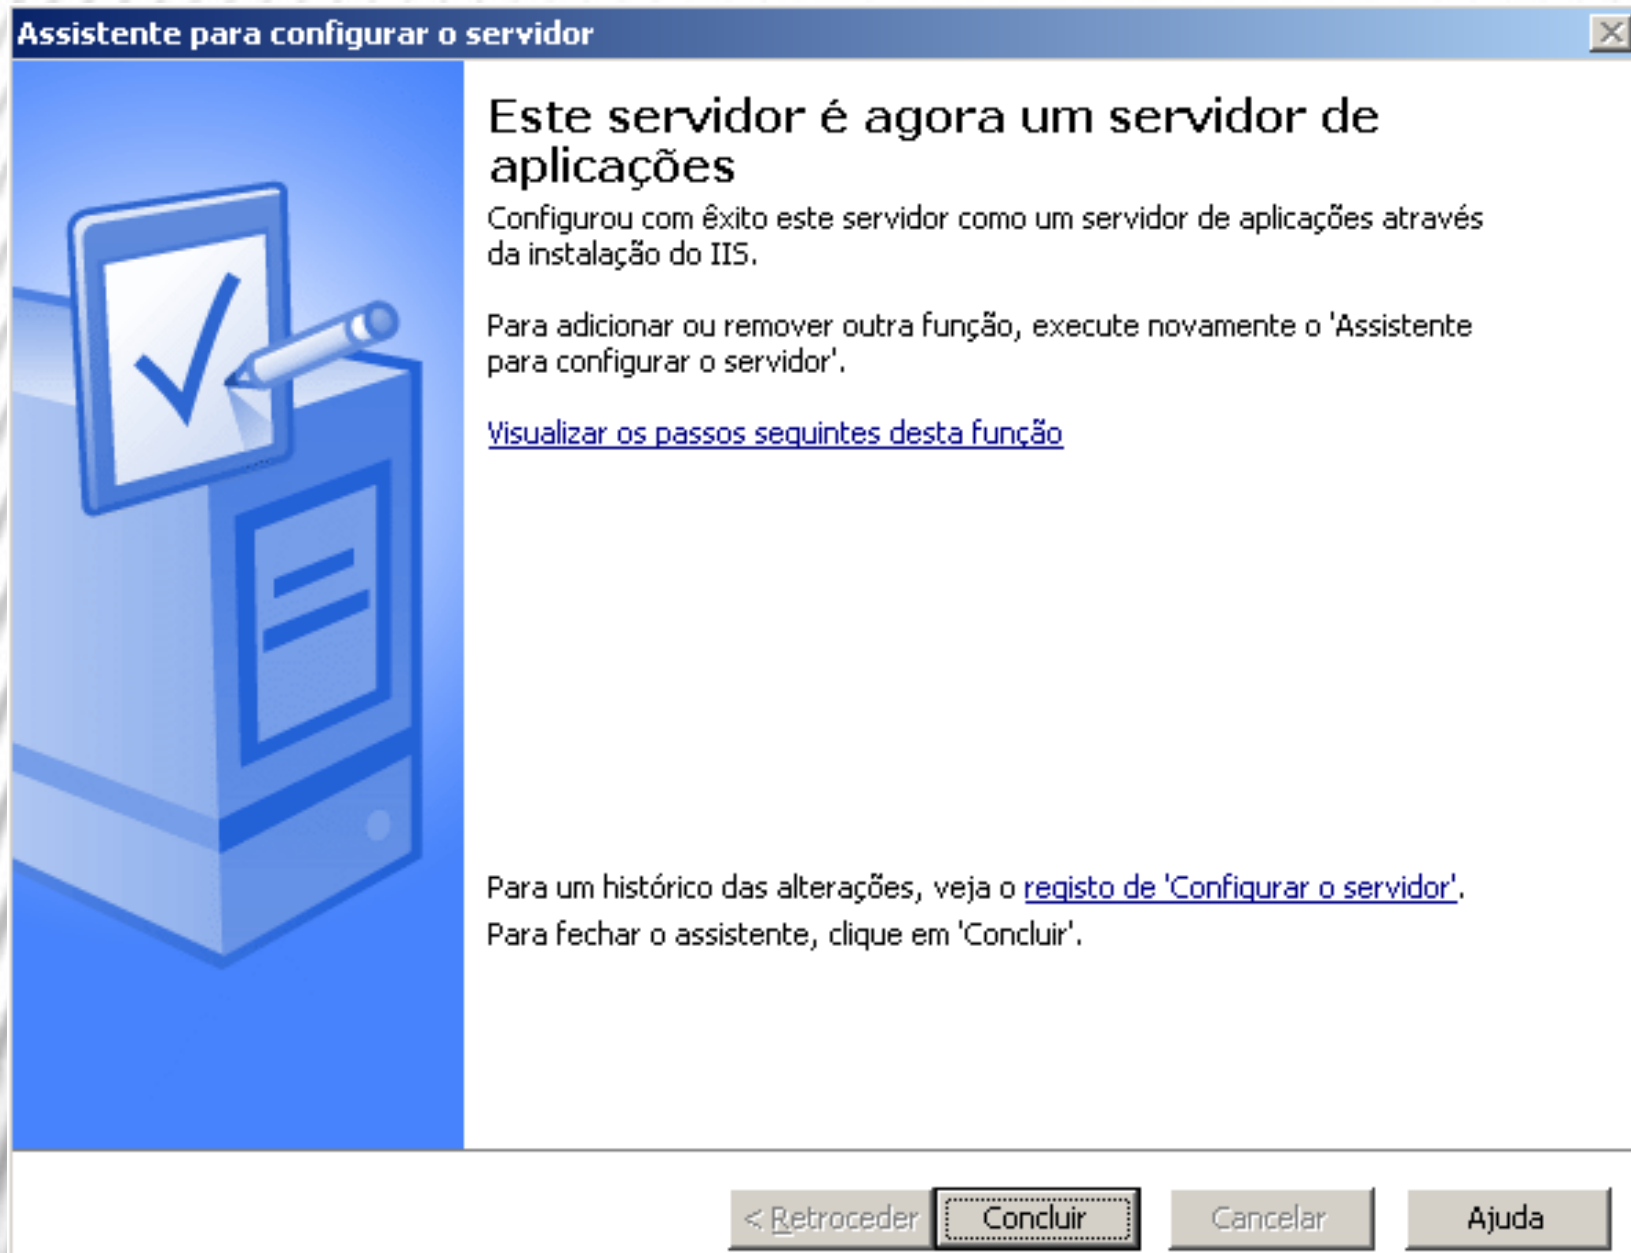 Assistente para configurar o servidor
Este servidor é agora um servidor de
aplicações
Configurou com êxito este servidor como um servidor de aplicações através
da instalação do IIS.
Para adicionar ou remover outra função, execute novamente o 'Assistente
para configurar o servidor'.
Visualizar os passos seguintes desta função
Para um histórico das alterações, veja o registo de 'Configurar o servidor'.
Para fechar o assistente, clique em 'Concluir'.
< Retroceder Concluir Cancelar Ajuda